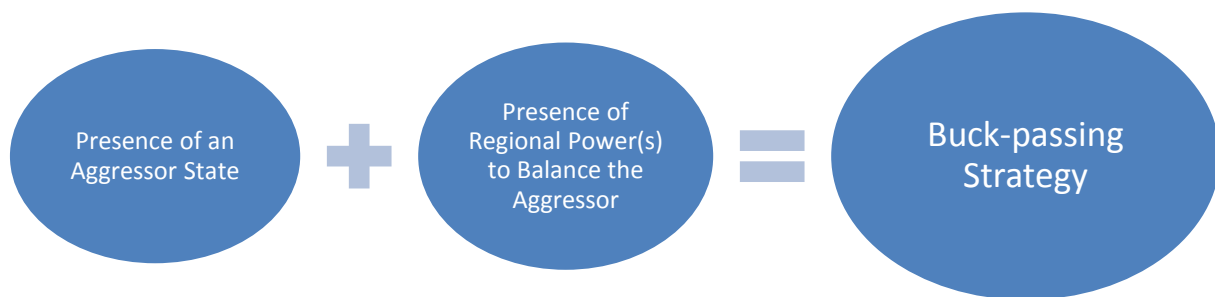 Presence of an
Aggressor State
Presence of
Regional Power(s)
to Balance the
Aggressor
Buck-passing
Strategy